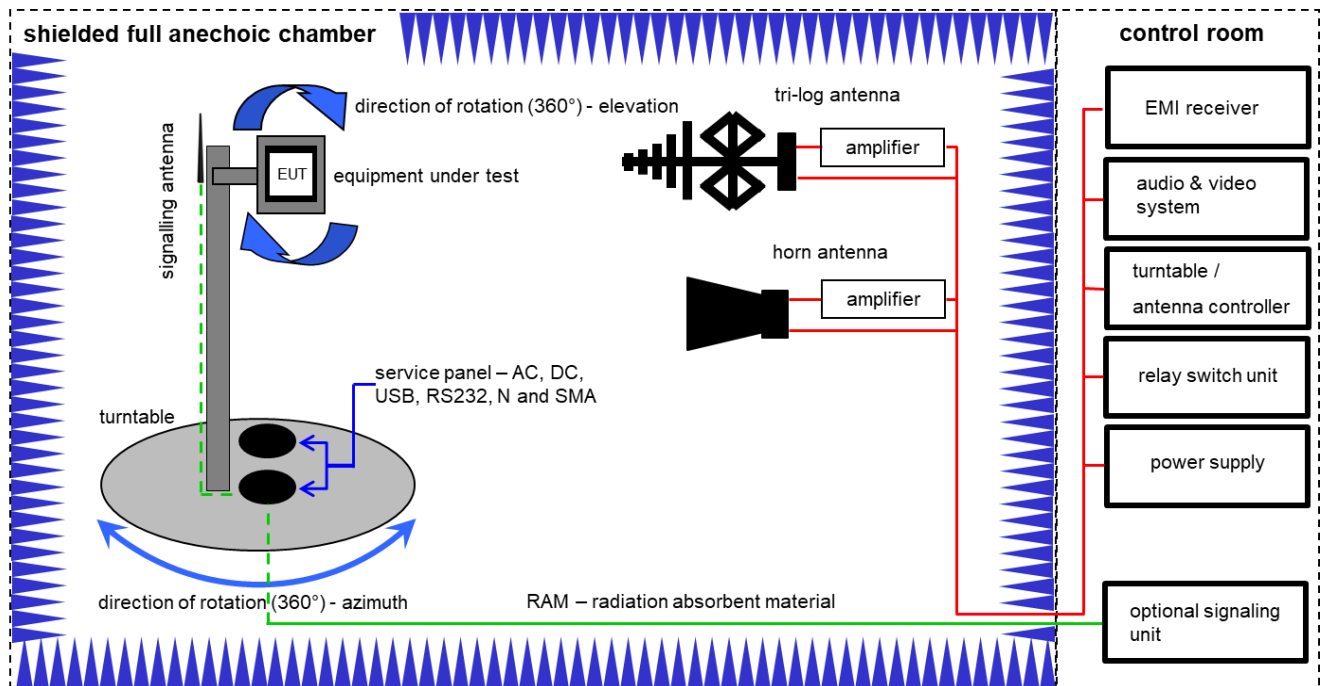 shielded full anechoic chamber
control room
direction of rotation (360°) - elevation
signalling antenna
EUT
equipment under test
tri-log antenna
amplifier
horn antenna
amplifier
service panel – AC, DC,
USB, RS232, N and SMA
turntable
direction of rotation (360°) - azimuth
RAM – radiation absorbent material
EMI receiver
audio & video
system
turntable /
antenna controller
relay switch unit
power supply
optional signaling
unit